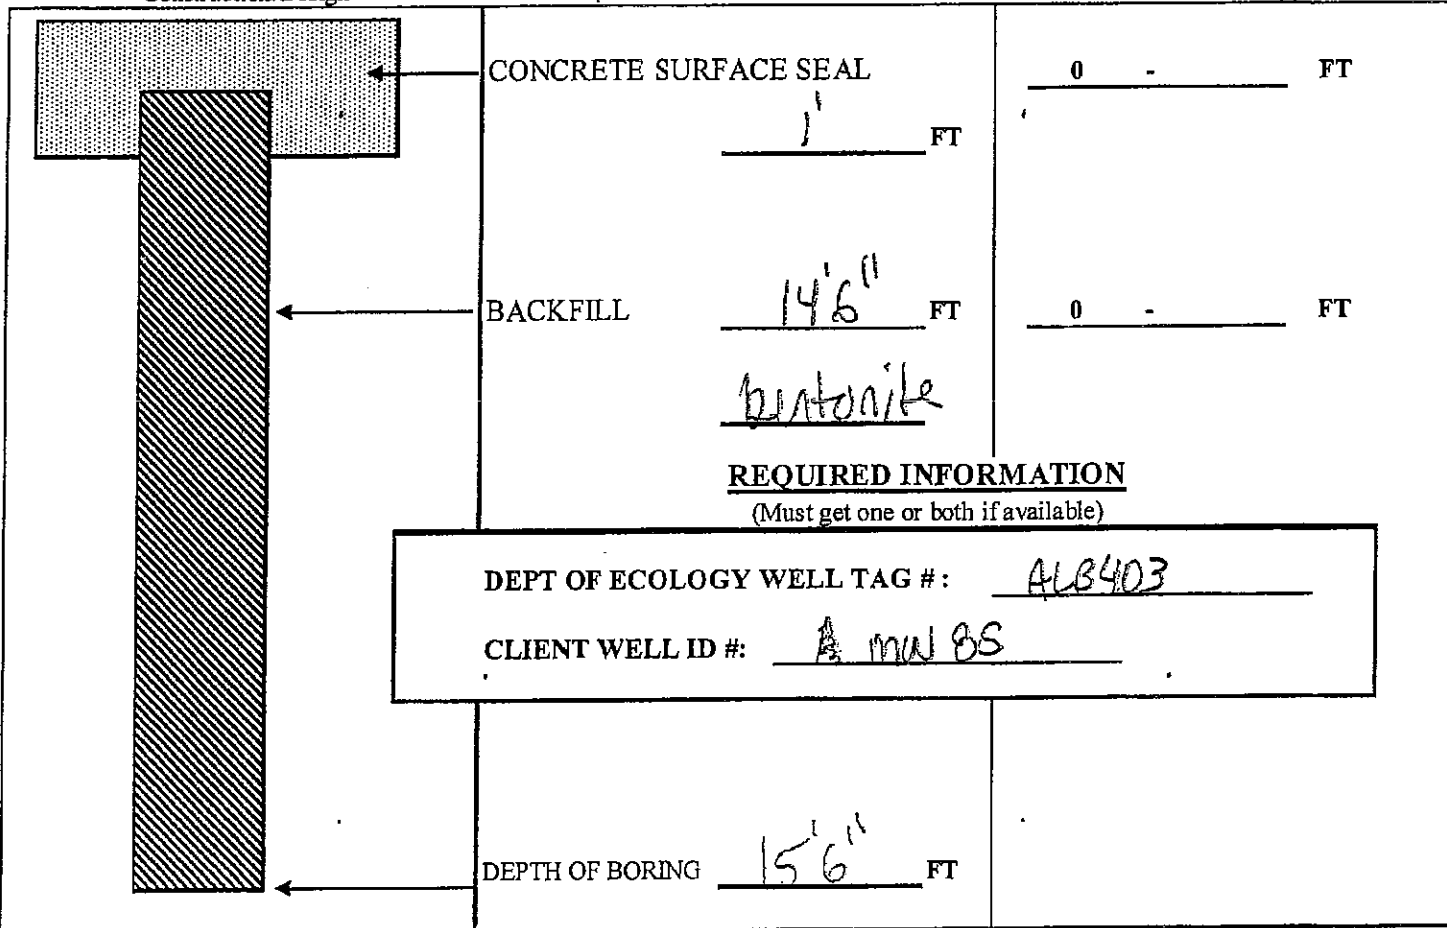 CONCRETE SURFACE SEAL 0 - FT
1' FT
BACKFILL 14'6" FT 0 - FT
bentonite
REQUIRED INFORMATION
(Must get one or both if available)
DEPT OF ECOLOGY WELL TAG #: ALB403
CLIENT WELL ID #: MW 8S
DEPTH OF BORING 15'6" FT